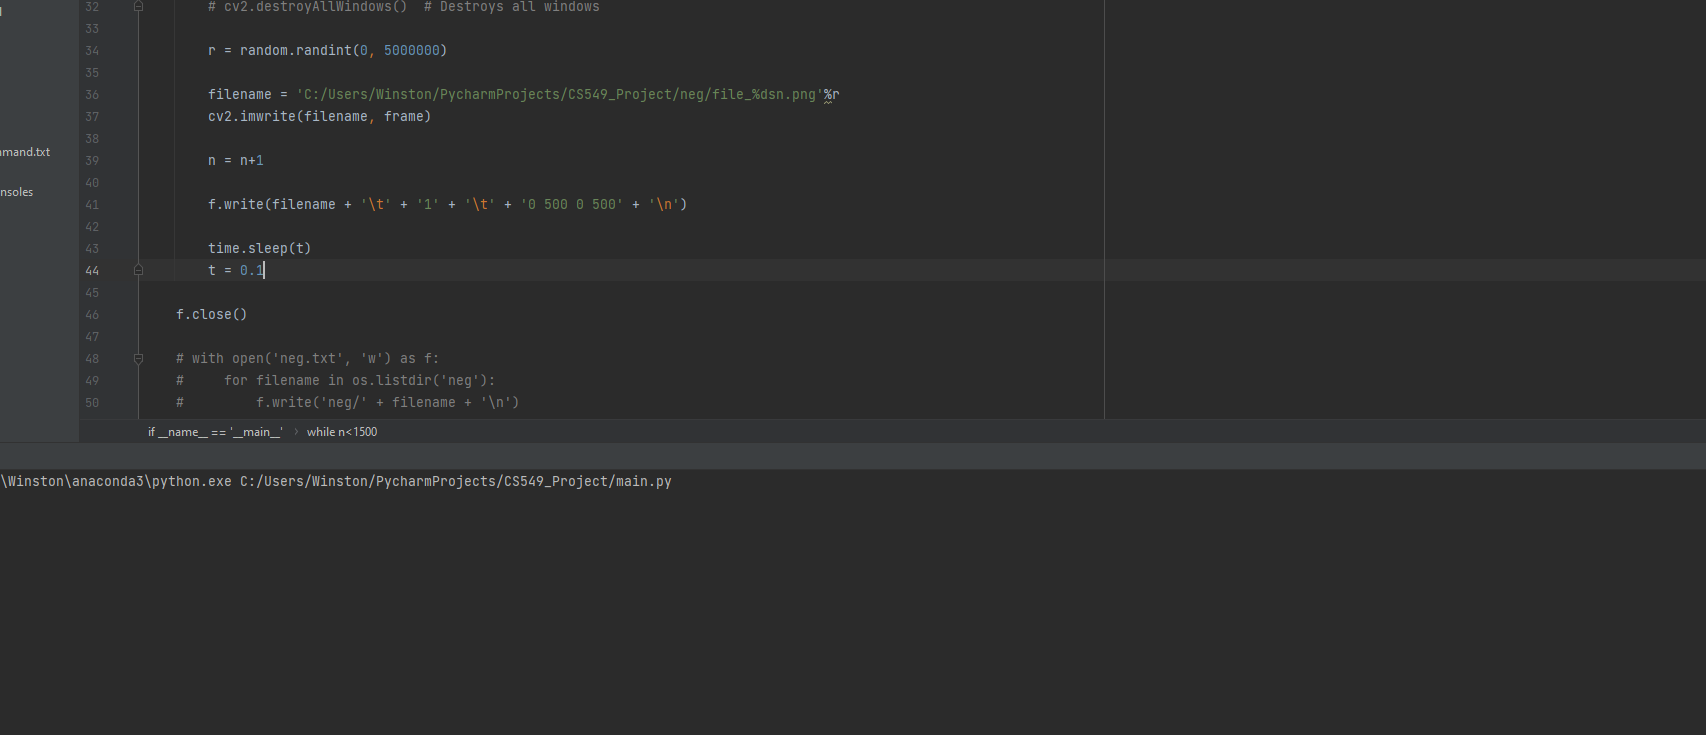 32 # cv2.destroyAllWindows()  # Destroys all windows
33
34 r = random.randint(0, 5000000)
35
36 filename = 'C:/Users/Winston/PycharmProjects/CS549_Project/neg/file_%dsn.png'%r
37 cv2.imwrite(filename, frame)
38
39 n = n+1
mmand.txt
40
nsoles
41 f.write(filename + '\t' + '1' + '\t' + '0 500 0 500' + '\n')
42
43 time.sleep(t)
44 t = 0.1
45
46 f.close()
47
48 # with open('neg.txt', 'w') as f:
49 #     for filename in os.listdir('neg'):
50 #         f.write('neg/' + filename + '\n')
if __name__ == '__main__' › while n<1500
\Winston\anaconda3\python.exe C:/Users/Winston/PycharmProjects/CS549_Project/main.py